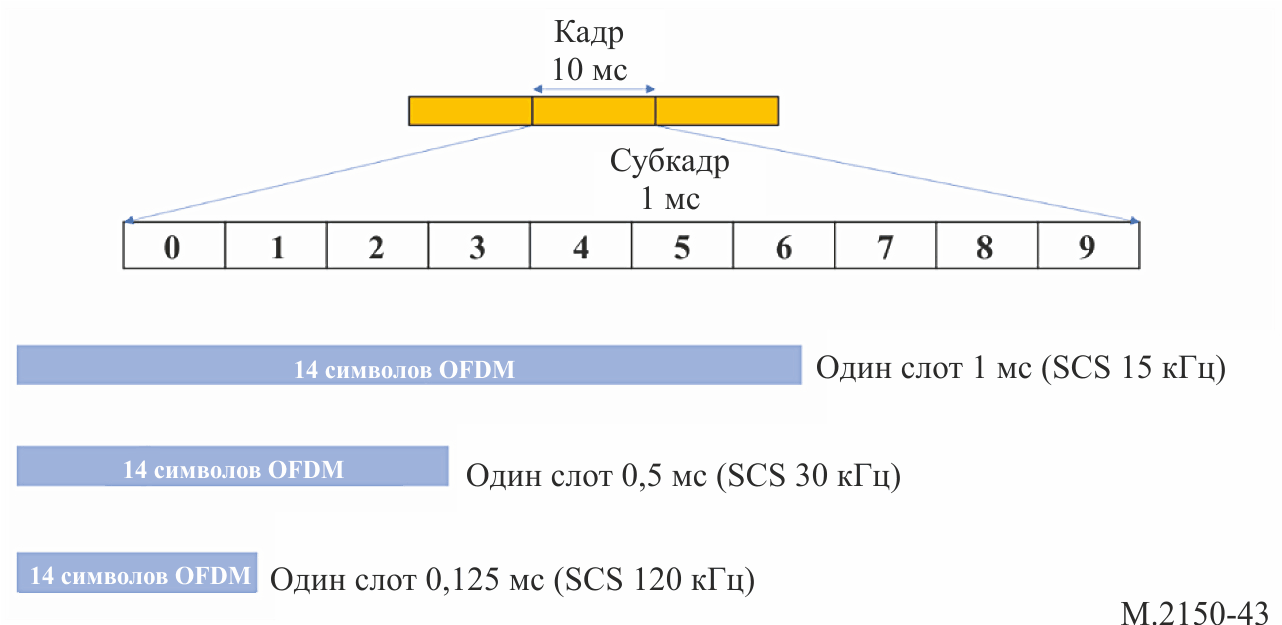 Кадр
10 мс
Субкадр
1 мс
0 1 2 3 4 5 6 7 8 9
14 символов OFDM Один слот 1 мс (SCS 15 кГц)
14 символов OFDM Один слот 0,5 мс (SCS 30 кГц)
14 символов OFDM Один слот 0,125 мс (SCS 120 кГц)
M.2150-43